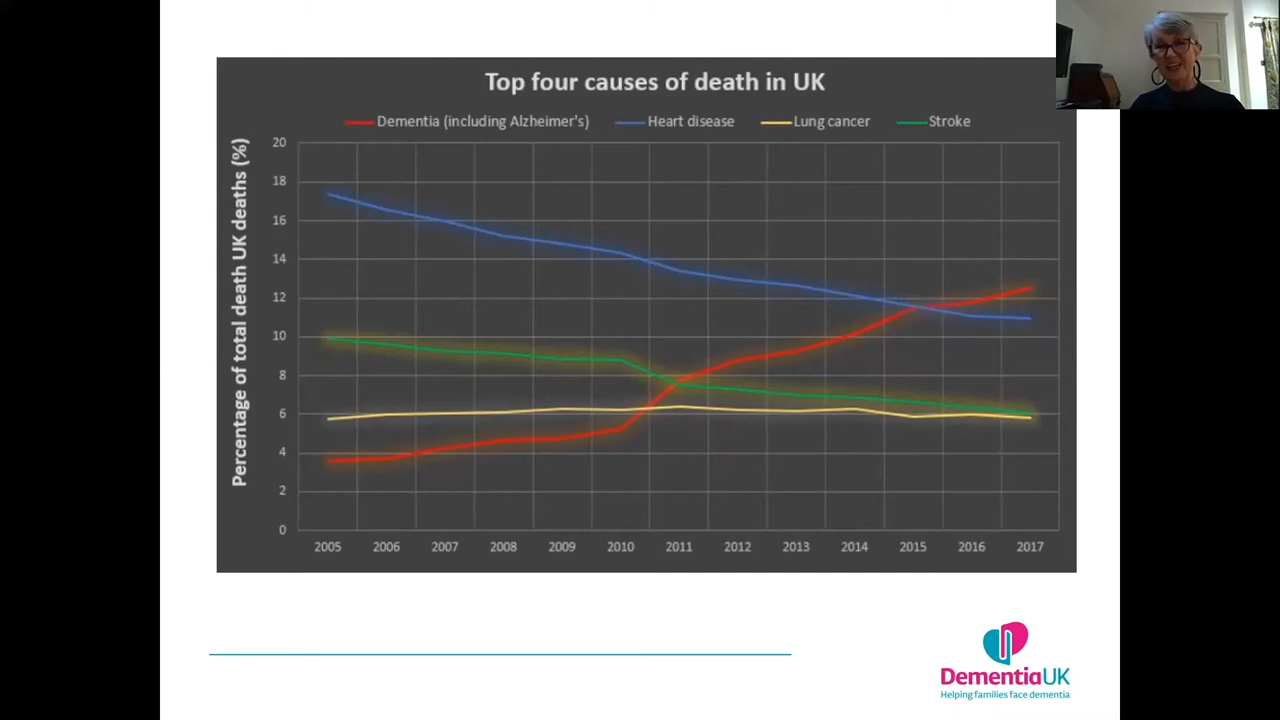 Top four causes of death in UK
Dementia (including Alzheimer's) Heart disease Lung cancer Stroke
Percentage of total death UK deaths (%)
20
18
16
14
12
10
8
6
4
2
0
2005 2006 2007 2008 2009 2010 2011 2012 2013 2014 2015 2016 2017
DementiaUK
Helping families face dementia